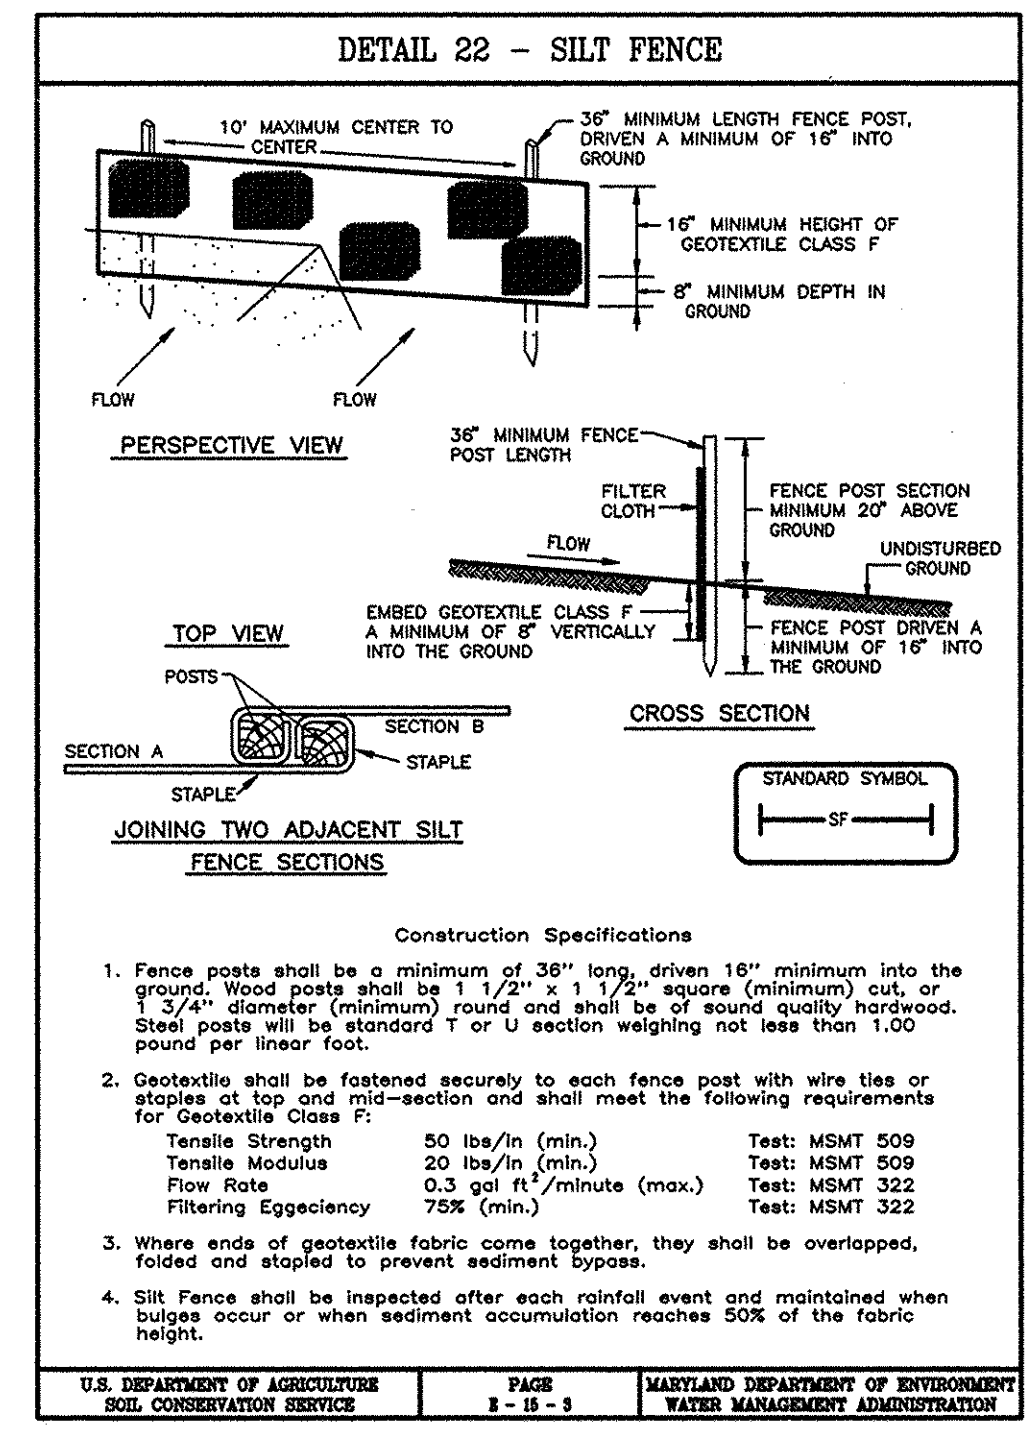 DETAIL 22 - SILT FENCE
10' MAXIMUM CENTER TO
CENTER
36" MINIMUM LENGTH FENCE POST,
DRIVEN A MINIMUM OF 16" INTO
GROUND
16" MINIMUM HEIGHT OF
GEOTEXTILE CLASS F
8" MINIMUM DEPTH IN
GROUND
FLOW
FLOW
PERSPECTIVE VIEW
36" MINIMUM FENCE
POST LENGTH
FILTER
CLOTH
FENCE POST SECTION
MINIMUM 20" ABOVE
GROUND
FLOW
UNDISTURBED
GROUND
EMBED GEOTEXTILE CLASS F
A MINIMUM OF 8" VERTICALLY
INTO THE GROUND
FENCE POST DRIVEN A
MINIMUM OF 16" INTO
THE GROUND
CROSS SECTION
TOP VIEW
POSTS
SECTION B
SECTION A
STAPLE
STAPLE
JOINING TWO ADJACENT SILT
FENCE SECTIONS
STANDARD SYMBOL
SF
Construction Specifications
1. Fence posts shall be a minimum of 36" long, driven 16" minimum into the
ground. Wood posts shall be 1 1/2" x 1 1/2" square (minimum) cut, or
1 3/4" diameter (minimum) round and shall be of sound quality hardwood.
Steel posts will be standard T or U section weighing not less than 1.00
pound per linear foot.
2. Geotextile shall be fastened securely to each fence post with wire ties or
staples at top and mid-section and shall meet the following requirements
for Geotextile Class F:
Tensile Strength 50 lbs/in (min.) Test: MSMT 509
Tensile Modulus 20 lbs/in (min.) Test: MSMT 509
Flow Rate 0.3 gal ft²/minute (max.) Test: MSMT 322
Filtering Eggeciency 75% (min.) Test: MSMT 322
3. Where ends of geotextile fabric come together, they shall be overlapped,
folded and stapled to prevent sediment bypass.
4. Silt Fence shall be inspected after each rainfall event and maintained when
bulges occur or when sediment accumulation reaches 50% of the fabric
height.
U.S. DEPARTMENT OF AGRICULTURE
SOIL CONSERVATION SERVICE
PAGE
E - 15 - 3
MARYLAND DEPARTMENT OF ENVIRONMENT
WATER MANAGEMENT ADMINISTRATION